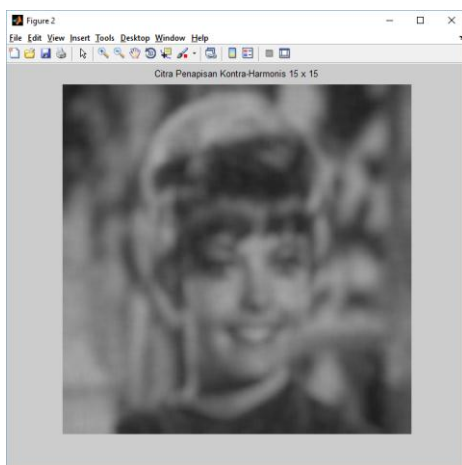 Figure 2
File Edit View Insert Tools Desktop Window Help
Citra Penapisan Kontra-Harmonis 15 x 15